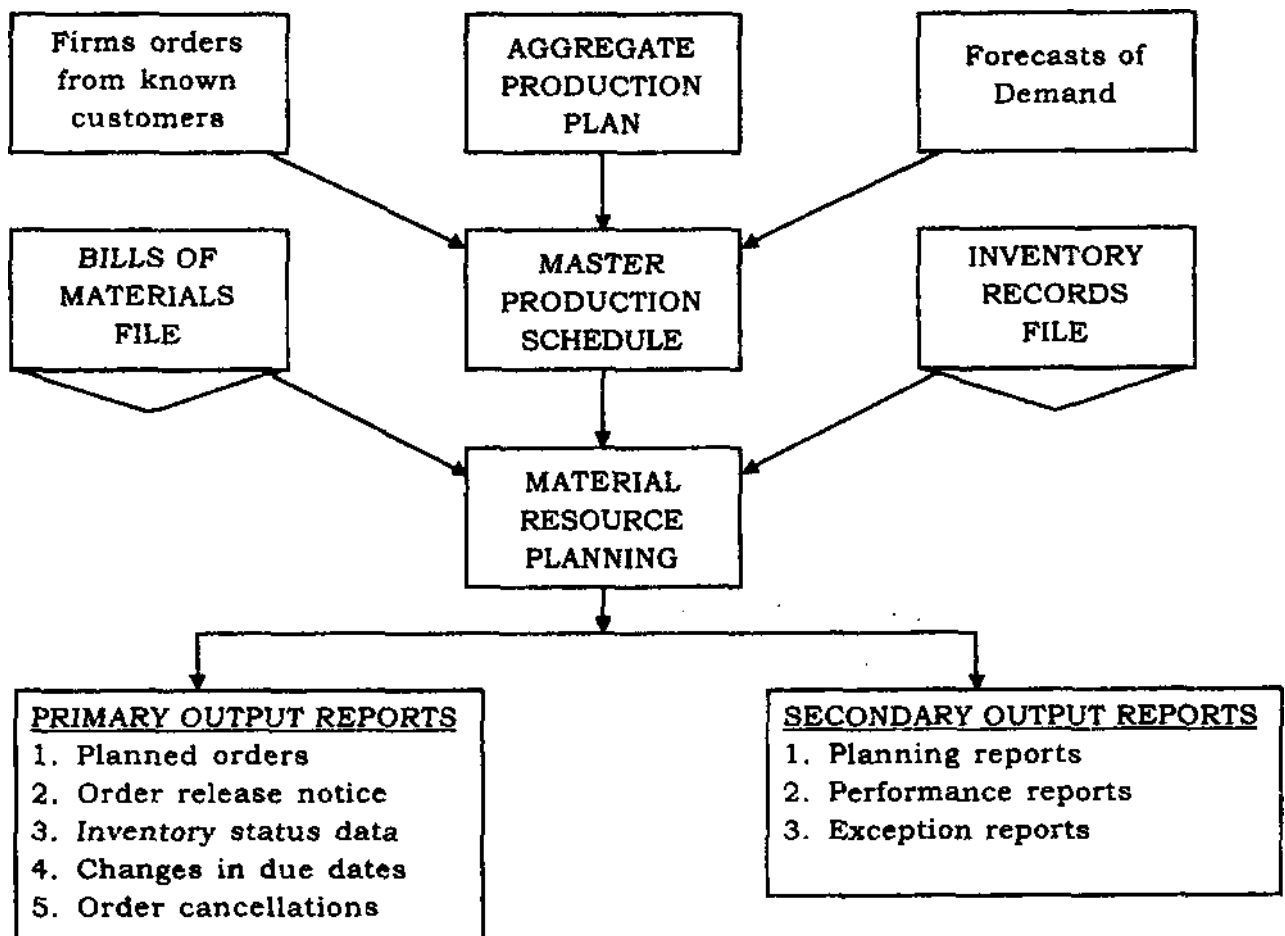 Firms orders
from known
customers
AGGREGATE
PRODUCTION
PLAN
Forecasts of
Demand
BILLS OF
MATERIALS
FILE
MASTER
PRODUCTION
SCHEDULE
INVENTORY
RECORDS
FILE
MATERIAL
RESOURCE
PLANNING
PRIMARY OUTPUT REPORTS
1. Planned orders
2. Order release notice
3. Inventory status data
4. Changes in due dates
5. Order cancellations
SECONDARY OUTPUT REPORTS
1. Planning reports
2. Performance reports
3. Exception reports